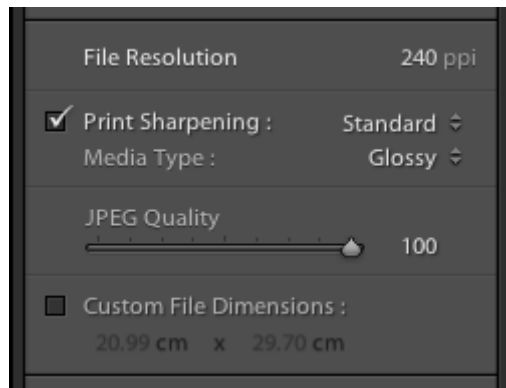 File Resolution 240 ppi
Print Sharpening : Standard
Media Type : Glossy
JPEG Quality
100
Custom File Dimensions :
20.99 cm x 29.70 cm